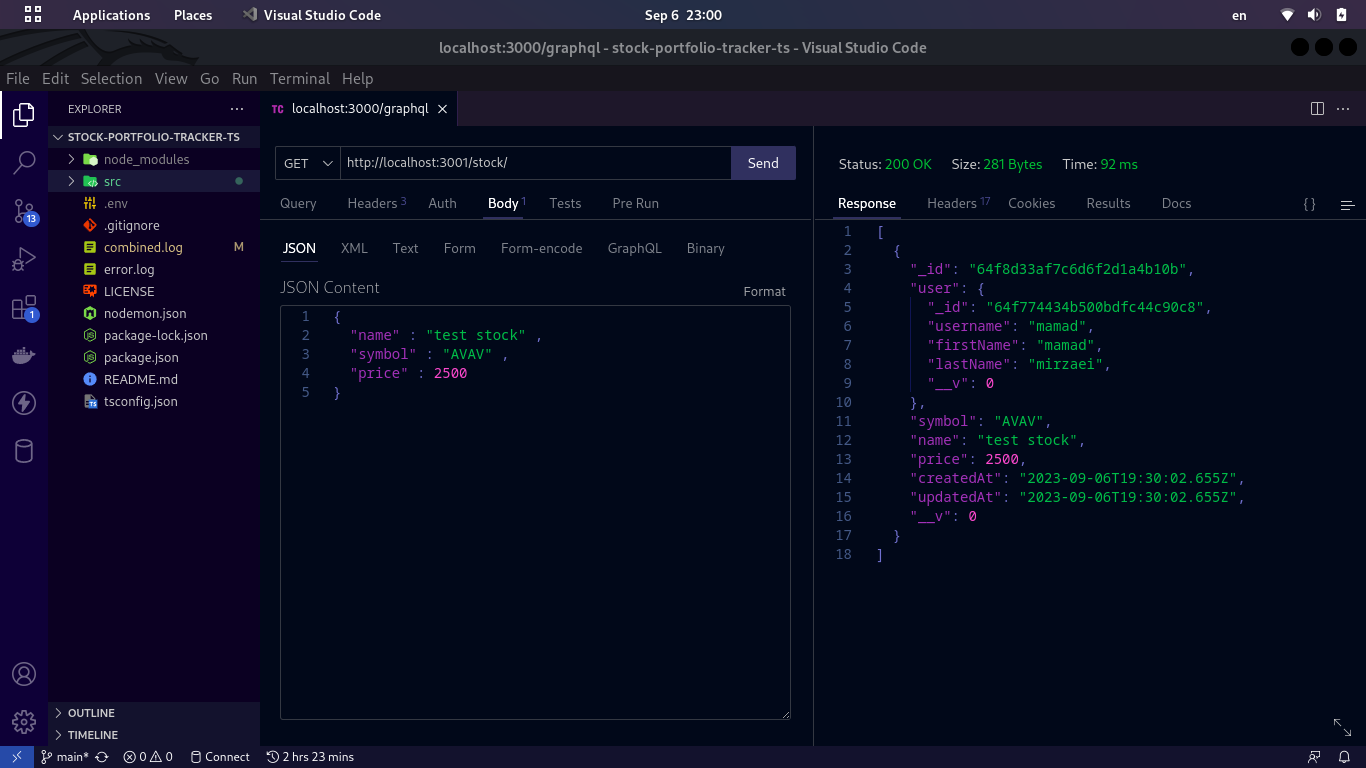 Applications Places Visual Studio Code Sep 6 23:00 en
localhost:3000/graphql - stock-portfolio-tracker-ts - Visual Studio Code
File Edit Selection View Go Run Terminal Help
EXPLORER ...
STOCK-PORTFOLIO-TRACKER-TS
node_modules
src
.env
.gitignore
combined.log M
error.log
LICENSE
nodemon.json
package-lock.json
package.json
README.md
tsconfig.json
13
1
OUTLINE
TIMELINE
TC localhost:3000/graphql
GET http://localhost:3001/stock/ Send
Query Headers 3 Auth Body 1 Tests Pre Run
JSON XML Text Form Form-encode GraphQL Binary
JSON Content Format
1 {
2 "name" : "test stock" ,
3 "symbol" : "AVAV" ,
4 "price" : 2500
5 }
Status: 200 OK Size: 281 Bytes Time: 92 ms
Response Headers 17 Cookies Results Docs { }
1 [
2 {
3 "_id": "64f8d33af7c6d6f2d1a4b10b",
4 "user": {
5 "_id": "64f774434b500bdfc44c90c8",
6 "username": "mamad",
7 "firstName": "mamad",
8 "lastName": "mirzaei",
9 "__v": 0
10 },
11 "symbol": "AVAV",
12 "name": "test stock",
13 "price": 2500,
14 "createdAt": "2023-09-06T19:30:02.655Z",
15 "updatedAt": "2023-09-06T19:30:02.655Z",
16 "__v": 0
17 }
18 ]
main* 0 0 Connect 2 hrs 23 mins